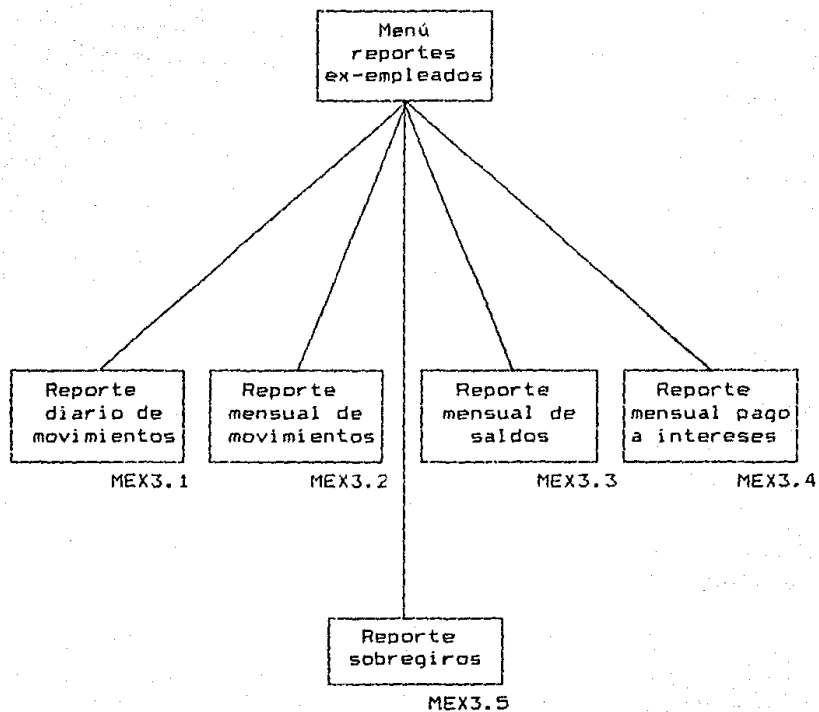 Menú
reportes
ex-empleados
Reporte
diario de
movimientos
MEX3.1
Reporte
mensual de
movimientos
MEX3.2
Reporte
mensual de
saldos
MEX3.3
Reporte
mensual pago
a intereses
MEX3.4
Reporte
sobregiros
MEX3.5